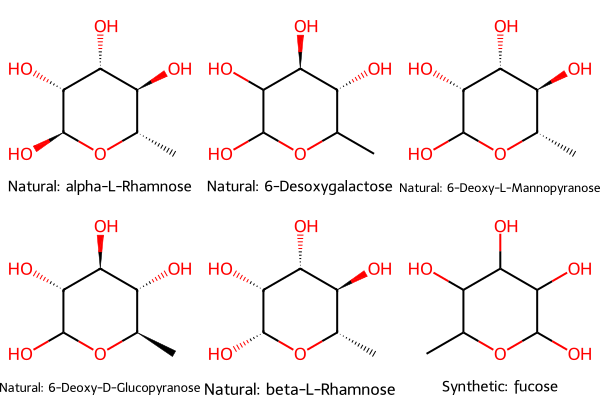 OH
HO OH
HO O
Natural: alpha-L-Rhamnose
OH
HO OH
HO O
Natural: 6-Desoxygalactose
OH
HO OH
HO O
Natural: 6-Deoxy-L-Mannopyranose
OH
HO OH
HO O
Natural: 6-Deoxy-D-Glucopyranose
OH
HO OH
HO O
Natural: beta-L-Rhamnose
OH
HO OH
O OH
Synthetic: fucose